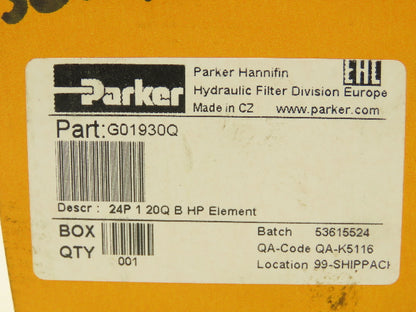 Parker
Parker Hannifin
Hydraulic Filter Division Europe
Made in CZ www.parker.com
EAC
Part:G01930Q
Descr : 24P 1 20Q B HP Element
BOX
QTY
001
Batch 53615524
QA-Code QA-K5116
Location 99-SHIPPACK